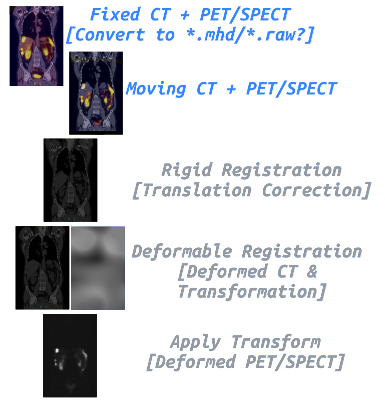 Fixed CT + PET/SPECT
[Convert to *.mhd/*.raw?]
Moving CT + PET/SPECT
Rigid Registration
[Translation Correction]
Deformable Registration
[Deformed CT &
Transformation]
Apply Transform
[Deformed PET/SPECT]